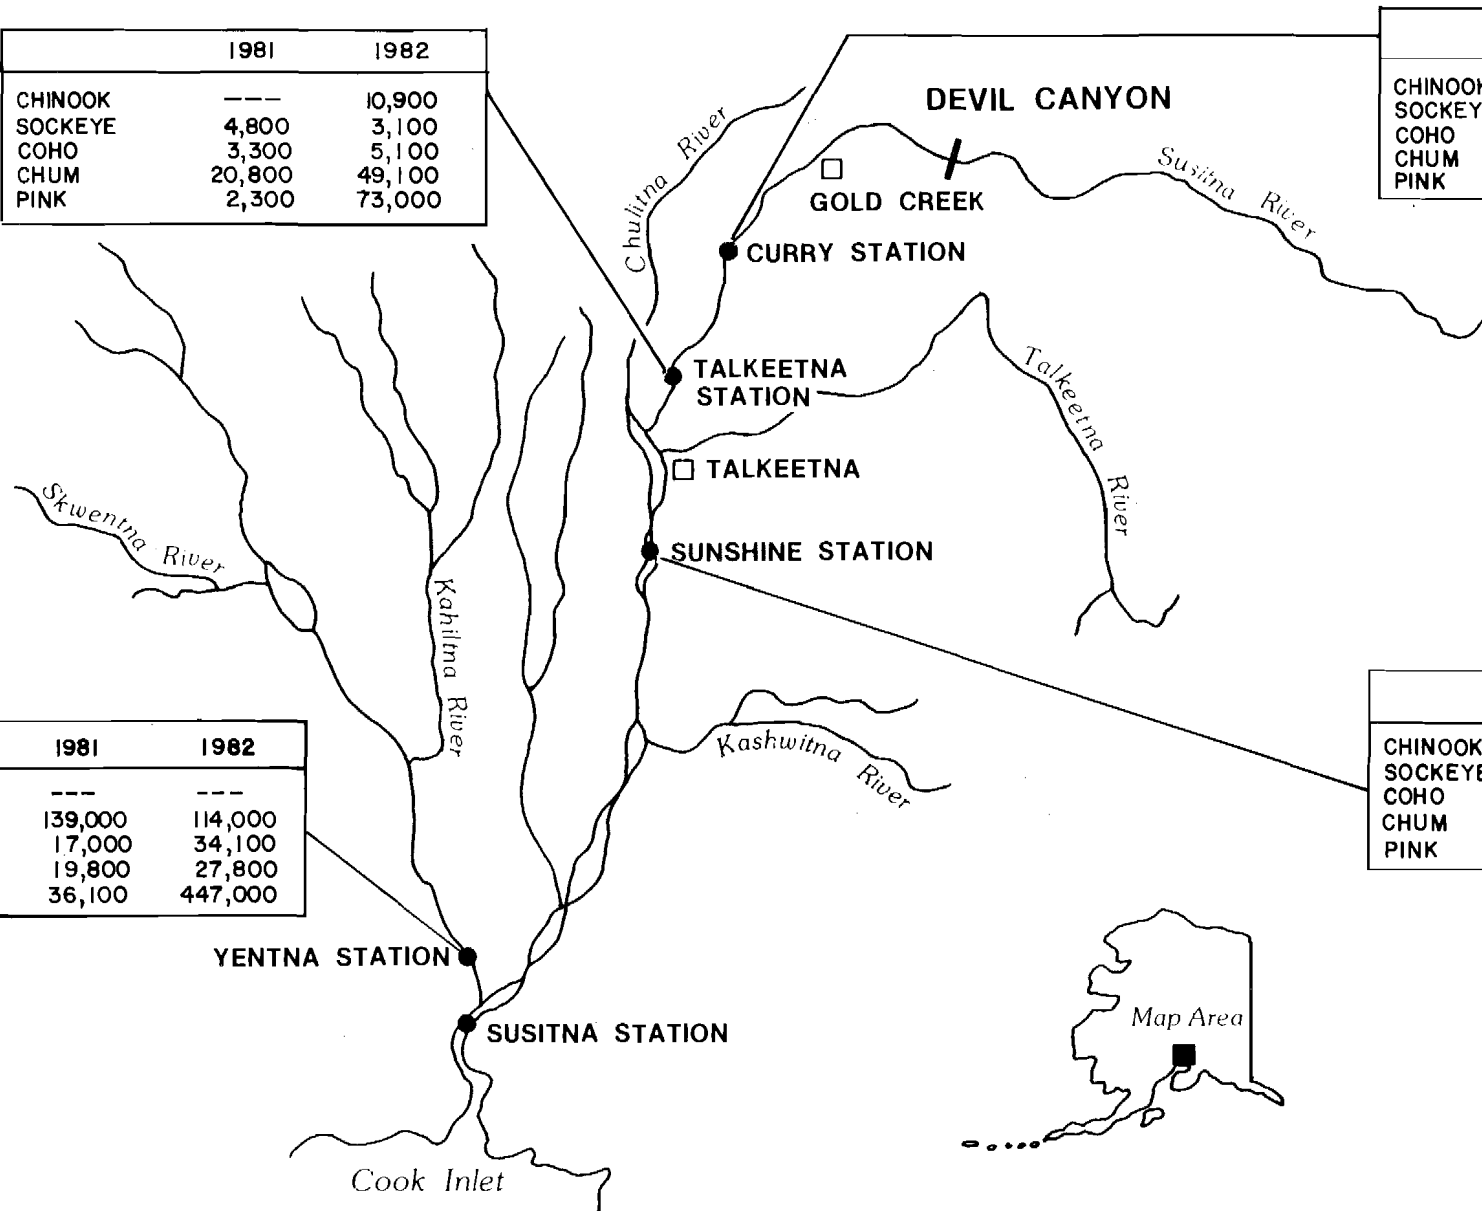 1981 1982
CHINOOK --- 10,900
SOCKEYE 4,800 3,100
COHO 3,300 5,100
CHUM 20,800 49,100
PINK 2,300 73,000
CHINOOK
SOCKEY
COHO
CHUM
PINK
DEVIL CANYON
Chulitna River
Susitna River
GOLD CREEK
CURRY STATION
TALKEETNA
STATION
Talkeetna River
TALKEETNA
Skwentna River
SUNSHINE STATION
Kahiltna River
Kashwitna River
1981 1982
--- ---
139,000 114,000
17,000 34,100
19,800 27,800
36,100 447,000
CHINOOK
SOCKEYE
COHO
CHUM
PINK
YENTNA STATION
SUSITNA STATION
Map Area
Cook Inlet